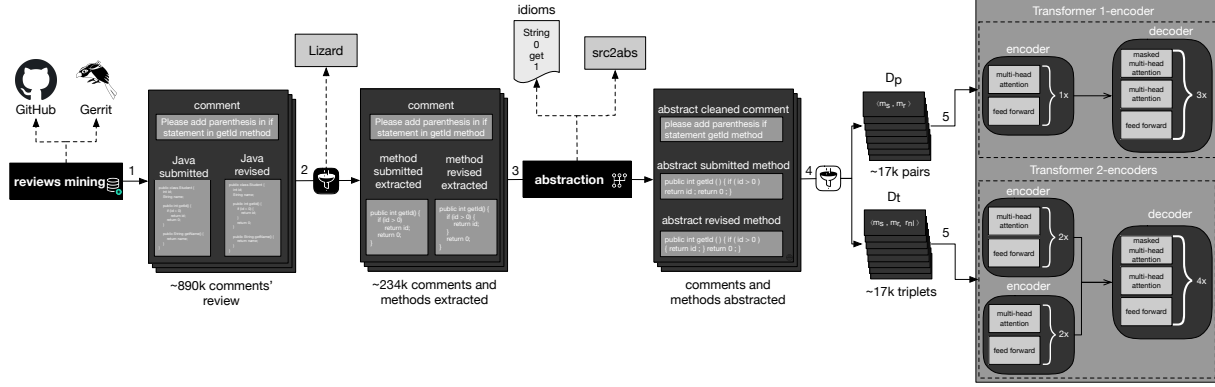 GitHub
Gerrit
reviews mining
1
comment
Please add parenthesis in if
statement in getId method
Java
submitted
Java
revised
~890k comments'
review
2
Lizard
comment
Please add parenthesis in if
statement in getId method
method
submitted
extracted
method
revised
extracted
public int getId() {
if (id > 0)
return id;
return 0;
}
public int getId() {
if (id > 0) {
return id;
}
return 0;
}
~234k comments and
methods extracted
3
idioms
String
0
get
1
src2abs
abstraction
abstract cleaned comment
please add parenthesis if
statement getId method
abstract submitted method
public int getId ( ) { if ( id > 0 )
return id ; return 0 ; }
abstract revised method
public int getId ( ) { if ( id > 0 )
{ return id ; } return 0 ; }
comments and
methods abstracted
4
Dp
⟨ms, mr⟩
~17k pairs
5
Dt
⟨ms, mr, rnl⟩
~17k triplets
5
Transformer 1-encoder
encoder
multi-head
attention
feed forward
1x
decoder
masked
multi-head
attention
multi-head
attention
feed forward
3x
Transformer 2-encoders
encoder
multi-head
attention
feed forward
2x
encoder
multi-head
attention
feed forward
2x
decoder
masked
multi-head
attention
multi-head
attention
feed forward
4x